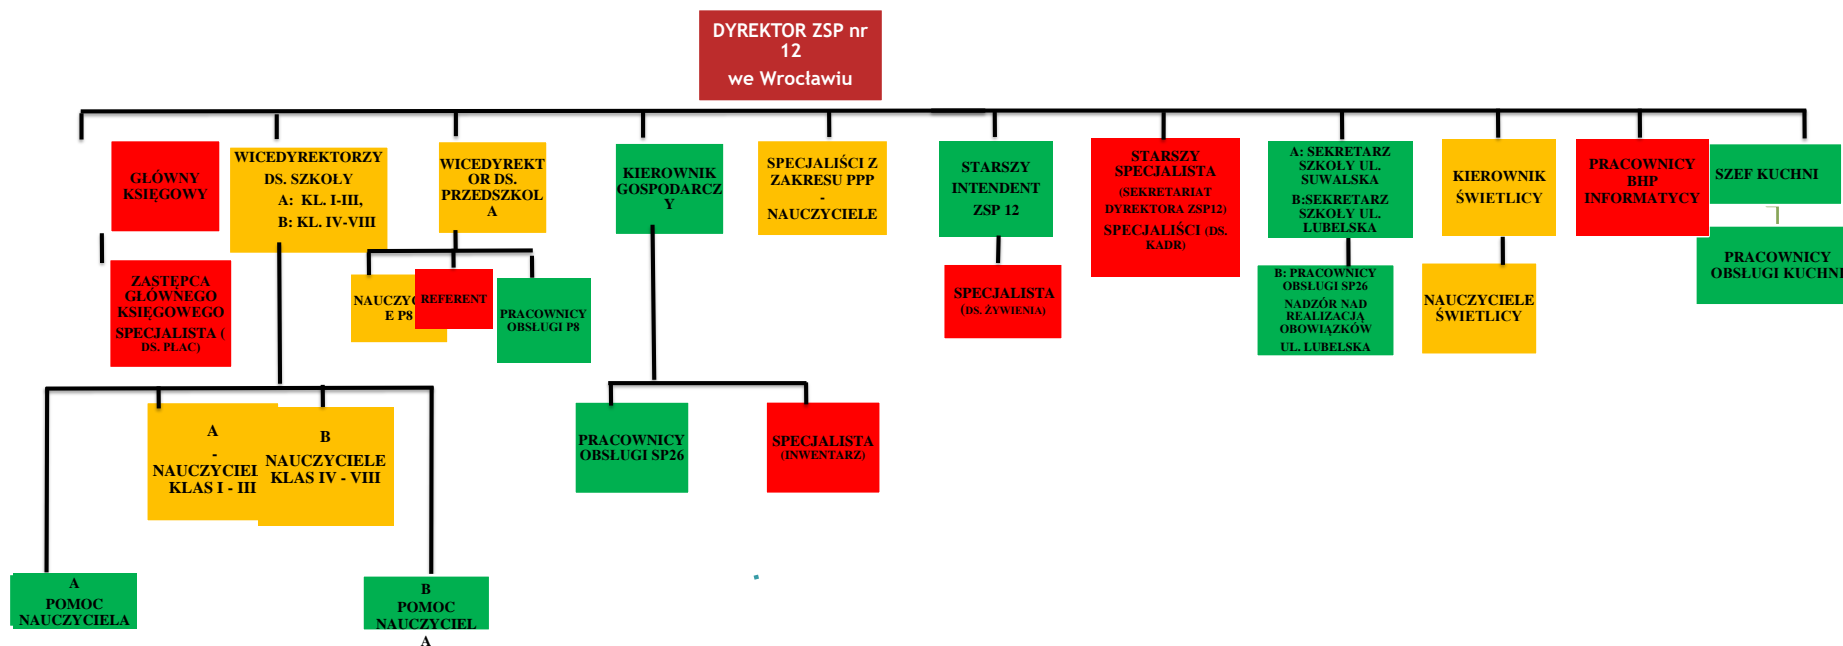 DYREKTOR ZSP nr
12
we Wrocławiu
GŁÓWNY
KSIĘGOWY
WICEDYREKTORZY
DS. SZKOŁY
A: KL. I-III,
B: KL. IV-VIII
WICEDYREKT
OR DS.
PRZEDSZKOL
A
KIEROWNIK
GOSPODARCZ
Y
SPECJALIŚCI Z
ZAKRESU PPP
-
NAUCZYCIELE
STARSZY
INTENDENT
ZSP 12
STARSZY
SPECJALISTA
(SEKRETARIAT
DYREKTORA ZSP12)
SPECJALIŚCI (DS.
KADR)
A: SEKRETARZ
SZKOŁY UL.
SUWALSKA
B:SEKRETARZ
SZKOŁY UL.
LUBELSKA
KIEROWNIK
ŚWIETLICY
PRACOWNICY
BHP
INFORMATYCY
SZEF KUCHNI
ZASTĘPCA
GŁÓWNEGO
KSIĘGOWEGO
SPECJALISTA (
DS. PŁAC)
NAUCZYC
E P8
REFERENT
PRACOWNICY
OBSŁUGI P8
SPECJALISTA
(DS. ŻYWIENIA)
B: PRACOWNICY
OBSŁUGI SP26
NADZÓR NAD
REALIZACJĄ
OBOWIĄZKÓW
UL. LUBELSKA
NAUCZYCIELE
ŚWIETLICY
PRACOWNICY
OBSŁUGI KUCHNI
A
-
NAUCZYCIEL
KLAS I - III
B
NAUCZYCIELE
KLAS IV - VIII
PRACOWNICY
OBSŁUGI SP26
SPECJALISTA
(INWENTARZ)
A
POMOC
NAUCZYCIELA
B
POMOC
NAUCZYCIEL
A